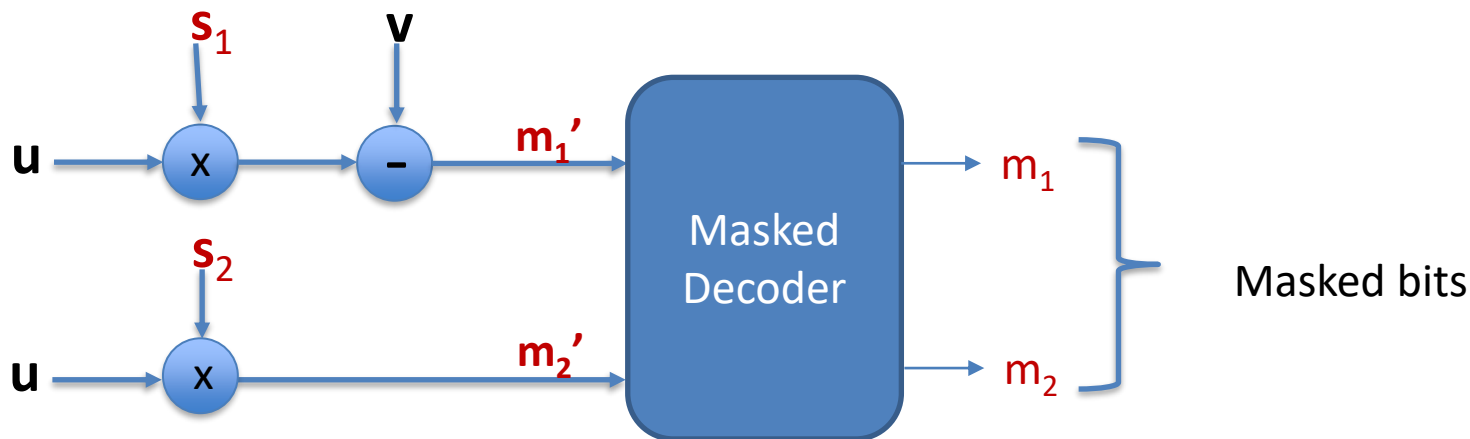 s₁
v
u
x
–
m₁’
m₁
Masked
Decoder
s₂
Masked bits
u
x
m₂’
m₂